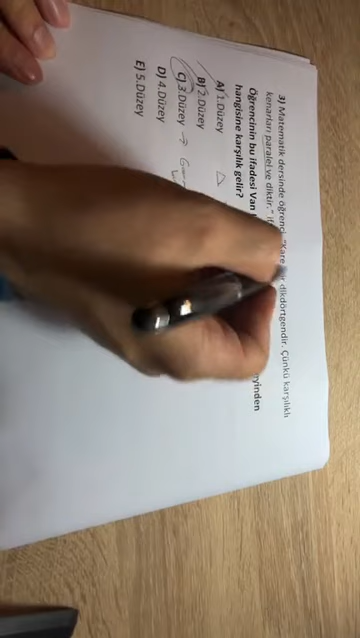 3) Matematik dersinde öğrenci "Kare bir dikdörtgendir. Çünkü karşılıklı
kenarları paralel ve diktir."
Öğrencinin bu ifadesi Van
hangisine karşılık gelir?
A) 1.Düzey
B) 2.Düzey
C) 3.Düzey →
D) 4.Düzey
E) 5.Düzey